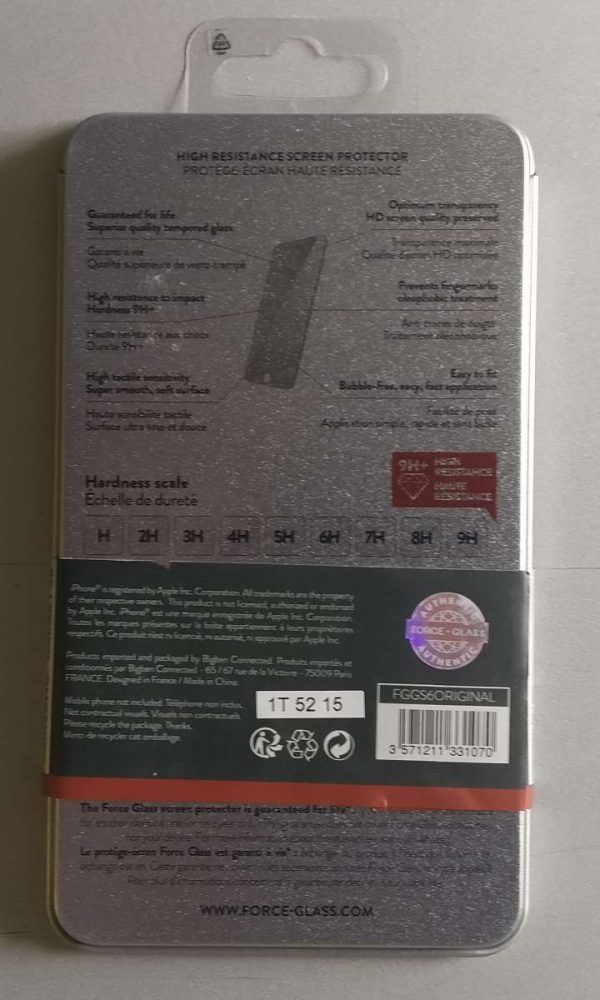 HIGH RESISTANCE SCREEN PROTECTOR
PROTÈGE-ÉCRAN HAUTE RÉSISTANCE
Guaranteed for life
Superior quality tempered glass
Garanti à vie
Qualité supérieure de verre trempé
High resistance to impact
Hardness 9H+
Haute résistance aux chocs
Dureté 9H+
High tactile sensitivity
Super smooth, soft surface
Haute sensibilité tactile
Surface ultra lisse et douce
Optimum transparency
HD screen quality preserved
Transparence maximale
Qualité d'écran HD optimisée
Prevents fingermarks
oleophobic treatment
Anti traces de doigts
Traitement oléophobique
Easy to fit
Bubble-free, easy, fast application
Facilité de pose
Application simple, rapide et sans bulle
Hardness scale
Échelle de dureté
9H+ HIGH
RESISTANCE
HAUTE
RÉSISTANCE
H 2H 3H 4H 5H 6H 7H 8H 9H
iPhone® is registered by Apple Inc. Corporation. All trademarks are the property
of their respective owners. This product is not licensed, authorized or endorsed
by Apple Inc. iPhone® est une marque enregistrée de Apple Inc. Corporation.
Toutes les marques présentes sur la boîte appartiennent à leurs propriétaires
respectifs. Ce produit n'est ni licencié, ni autorisé, ni approuvé par Apple Inc.
Products imported and packaged by Bigben Connected. Produits importés et
conditionnés par Bigben Connected - 65 / 67 rue de la Victoire - 75009 Paris
FRANCE. Designed in France / Made in China.
Mobile phone not included. Téléphone non inclus.
Not contractual visuals. Visuels non contractuels.
Please recycle the package. Thanks.
Merci de recycler cet emballage.
AUTHENTIC
FORCE-GLASS
AUTHENTIC
1T 52 15
FGGS6ORIGINAL
3 571211 331070
The Force Glass screen protector is guaranteed for life*
Le protège-écran Force Glass est garanti à vie* :
WWW.FORCE-GLASS.COM